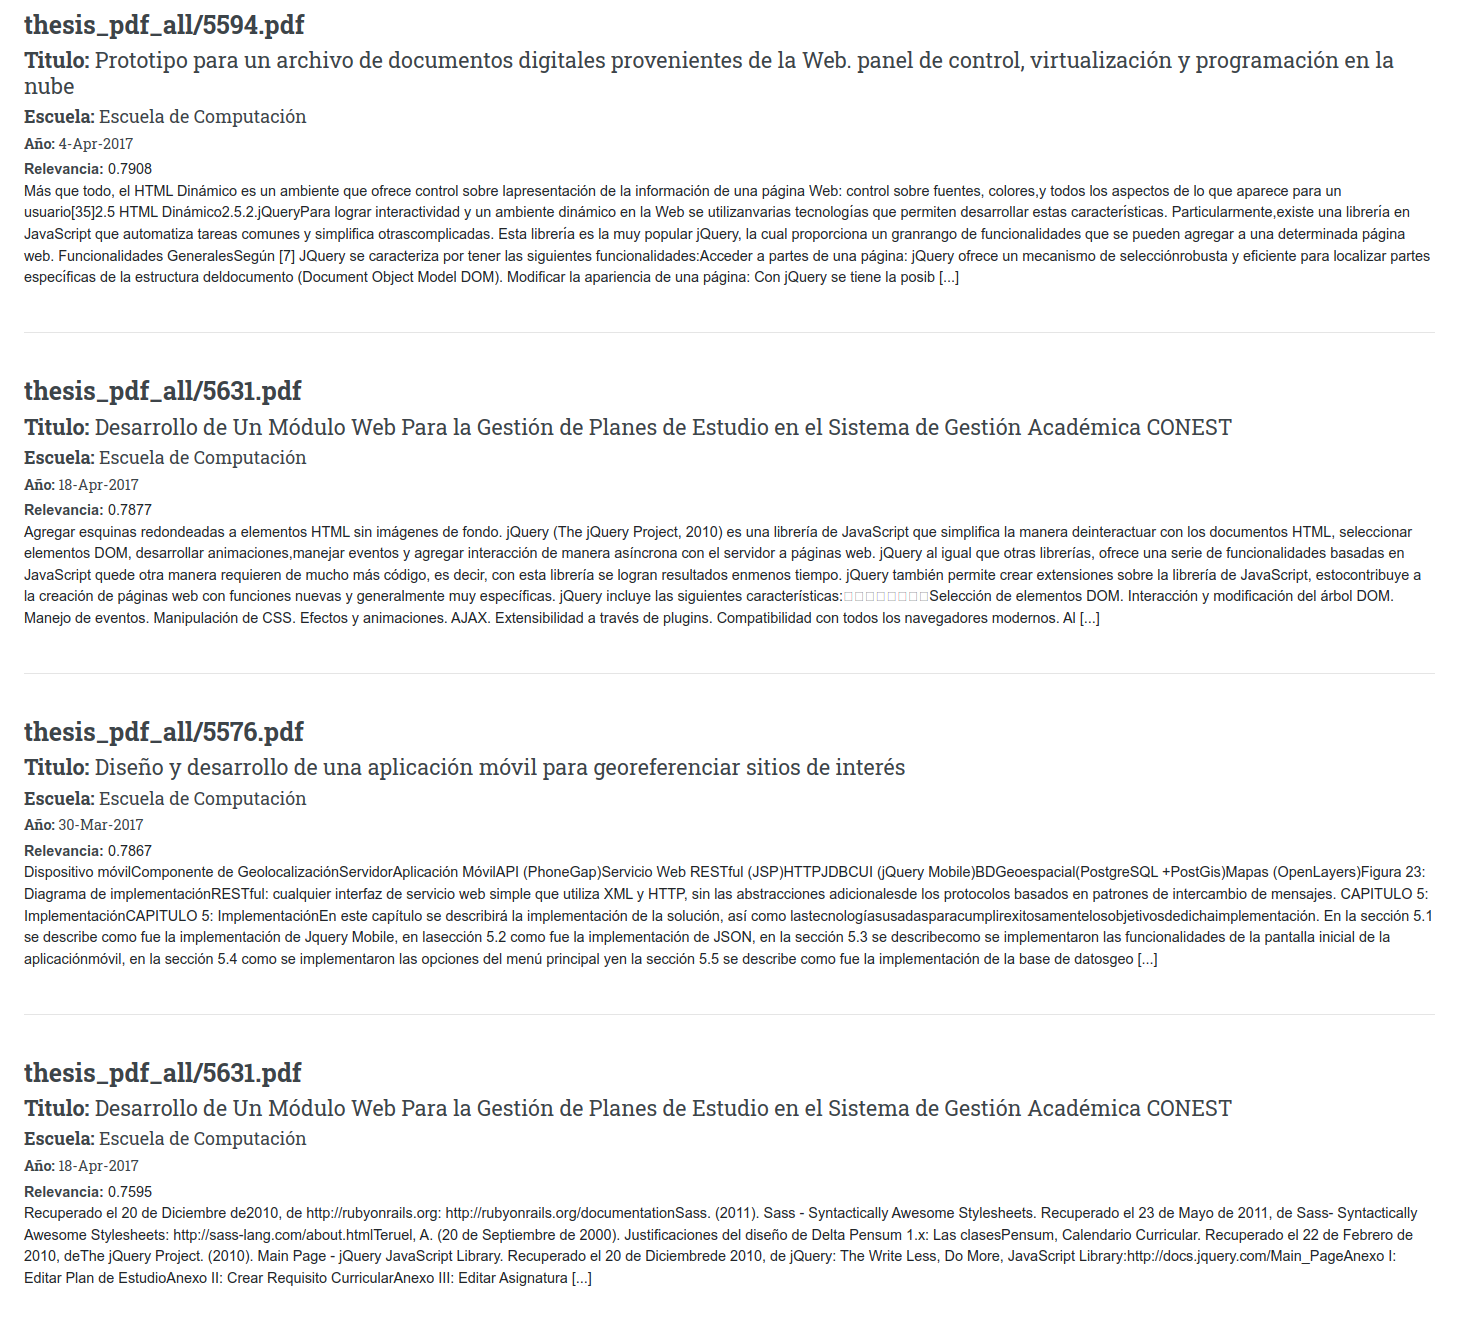 thesis_pdf_all/5594.pdf
Titulo: Prototipo para un archivo de documentos digitales provenientes de la Web. panel de control, virtualización y programación en la
nube
Escuela: Escuela de Computación
Año: 4-Apr-2017
Relevancia: 0.7908
Más que todo, el HTML Dinámico es un ambiente que ofrece control sobre lapresentación de la información de una página Web: control sobre fuentes, colores,y todos los aspectos de lo que aparece para un
usuario[35]2.5 HTML Dinámico2.5.2.jQueryPara lograr interactividad y un ambiente dinámico en la Web se utilizanvarias tecnologías que permiten desarrollar estas características. Particularmente,existe una librería en
JavaScript que automatiza tareas comunes y simplifica otrascomplicadas. Esta librería es la muy popular jQuery, la cual proporciona un granrango de funcionalidades que se pueden agregar a una determinada página
web. Funcionalidades GeneralesSegún [7] JQuery se caracteriza por tener las siguientes funcionalidades:Acceder a partes de una página: jQuery ofrece un mecanismo de selecciónrobusta y eficiente para localizar partes
específicas de la estructura deldocumento (Document Object Model DOM). Modificar la apariencia de una página: Con jQuery se tiene la posib [...]
thesis_pdf_all/5631.pdf
Titulo: Desarrollo de Un Módulo Web Para la Gestión de Planes de Estudio en el Sistema de Gestión Académica CONEST
Escuela: Escuela de Computación
Año: 18-Apr-2017
Relevancia: 0.7877
Agregar esquinas redondeadas a elementos HTML sin imágenes de fondo. jQuery (The jQuery Project, 2010) es una librería de JavaScript que simplifica la manera deinteractuar con los documentos HTML, seleccionar
elementos DOM, desarrollar animaciones,manejar eventos y agregar interacción de manera asíncrona con el servidor a páginas web. jQuery al igual que otras librerías, ofrece una serie de funcionalidades basadas en
JavaScript quede otra manera requieren de mucho más código, es decir, con esta librería se logran resultados enmenos tiempo. jQuery también permite crear extensiones sobre la librería de JavaScript, estocontribuye a
la creación de páginas web con funciones nuevas y generalmente muy específicas. jQuery incluye las siguientes características:Selección de elementos DOM. Interacción y modificación del árbol DOM.
Manejo de eventos. Manipulación de CSS. Efectos y animaciones. AJAX. Extensibilidad a través de plugins. Compatibilidad con todos los navegadores modernos. Al [...]
thesis_pdf_all/5576.pdf
Titulo: Diseño y desarrollo de una aplicación móvil para georeferenciar sitios de interés
Escuela: Escuela de Computación
Año: 30-Mar-2017
Relevancia: 0.7867
Dispositivo móvilComponente de GeolocalizaciónServidorAplicación MóvilAPI (PhoneGap)Servicio Web RESTful (JSP)HTTPJDBCUI (jQuery Mobile)BDGeoespacial(PostgreSQL +PostGis)Mapas (OpenLayers)Figura 23:
Diagrama de implementaciónRESTful: cualquier interfaz de servicio web simple que utiliza XML y HTTP, sin las abstracciones adicionalesde los protocolos basados en patrones de intercambio de mensajes. CAPITULO 5:
ImplementaciónCAPITULO 5: ImplementaciónEn este capítulo se describirá la implementación de la solución, así como lastecnologíasusadasparacumplirexitosamentelosobjetivosdedichaimplementación. En la sección 5.1
se describe como fue la implementación de Jquery Mobile, en lasección 5.2 como fue la implementación de JSON, en la sección 5.3 se describecomo se implementaron las funcionalidades de la pantalla inicial de la
aplicaciónmóvil, en la sección 5.4 como se implementaron las opciones del menú principal yen la sección 5.5 se describe como fue la implementación de la base de datosgeo [...]
thesis_pdf_all/5631.pdf
Titulo: Desarrollo de Un Módulo Web Para la Gestión de Planes de Estudio en el Sistema de Gestión Académica CONEST
Escuela: Escuela de Computación
Año: 18-Apr-2017
Relevancia: 0.7595
Recuperado el 20 de Diciembre de2010, de http://rubyonrails.org: http://rubyonrails.org/documentationSass. (2011). Sass - Syntactically Awesome Stylesheets. Recuperado el 23 de Mayo de 2011, de Sass- Syntactically
Awesome Stylesheets: http://sass-lang.com/about.htmlTeruel, A. (20 de Septiembre de 2000). Justificaciones del diseño de Delta Pensum 1.x: Las clasesPensum, Calendario Curricular. Recuperado el 22 de Febrero de
2010, deThe jQuery Project. (2010). Main Page - jQuery JavaScript Library. Recuperado el 20 de Diciembrede 2010, de jQuery: The Write Less, Do More, JavaScript Library:http://docs.jquery.com/Main_PageAnexo I:
Editar Plan de EstudioAnexo II: Crear Requisito CurricularAnexo III: Editar Asignatura [...]